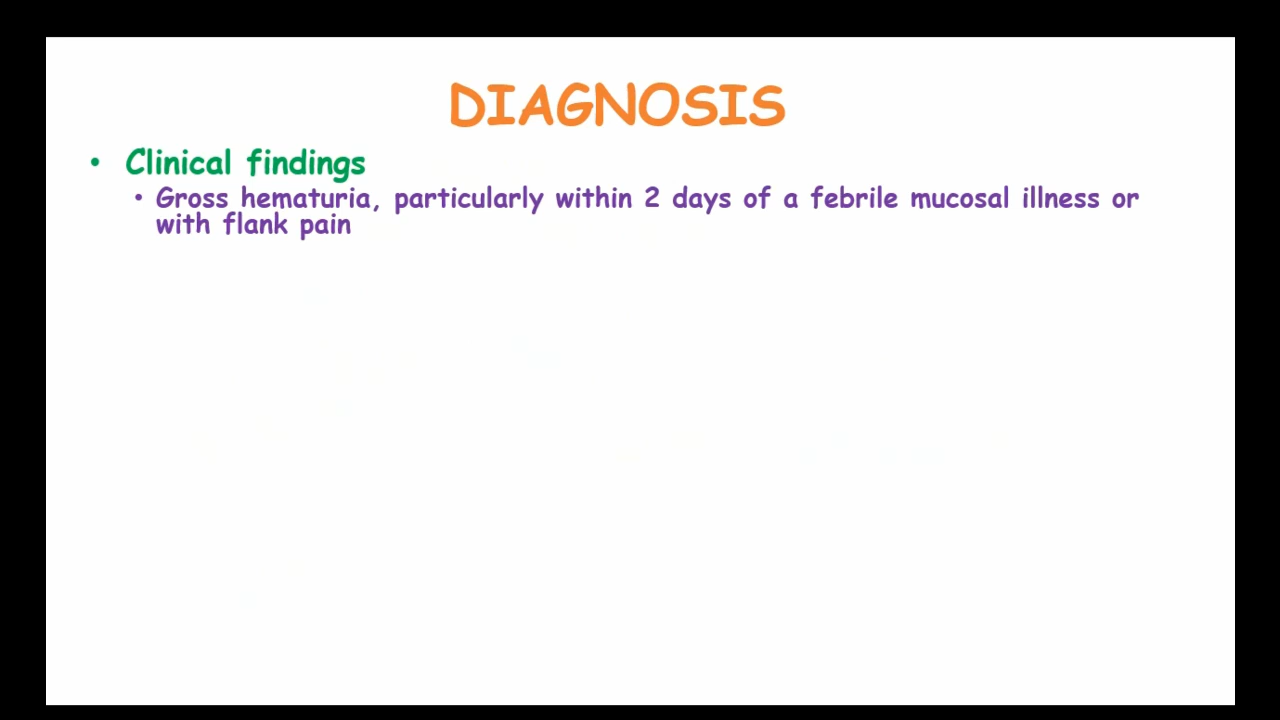 DIAGNOSIS
• Clinical findings
• Gross hematuria, particularly within 2 days of a febrile mucosal illness or
with flank pain